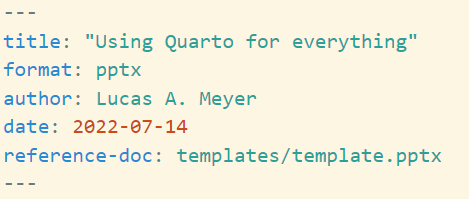 ---
title: "Using Quarto for everything"
format: pptx
author: Lucas A. Meyer
date: 2022-07-14
reference-doc: templates/template.pptx
---